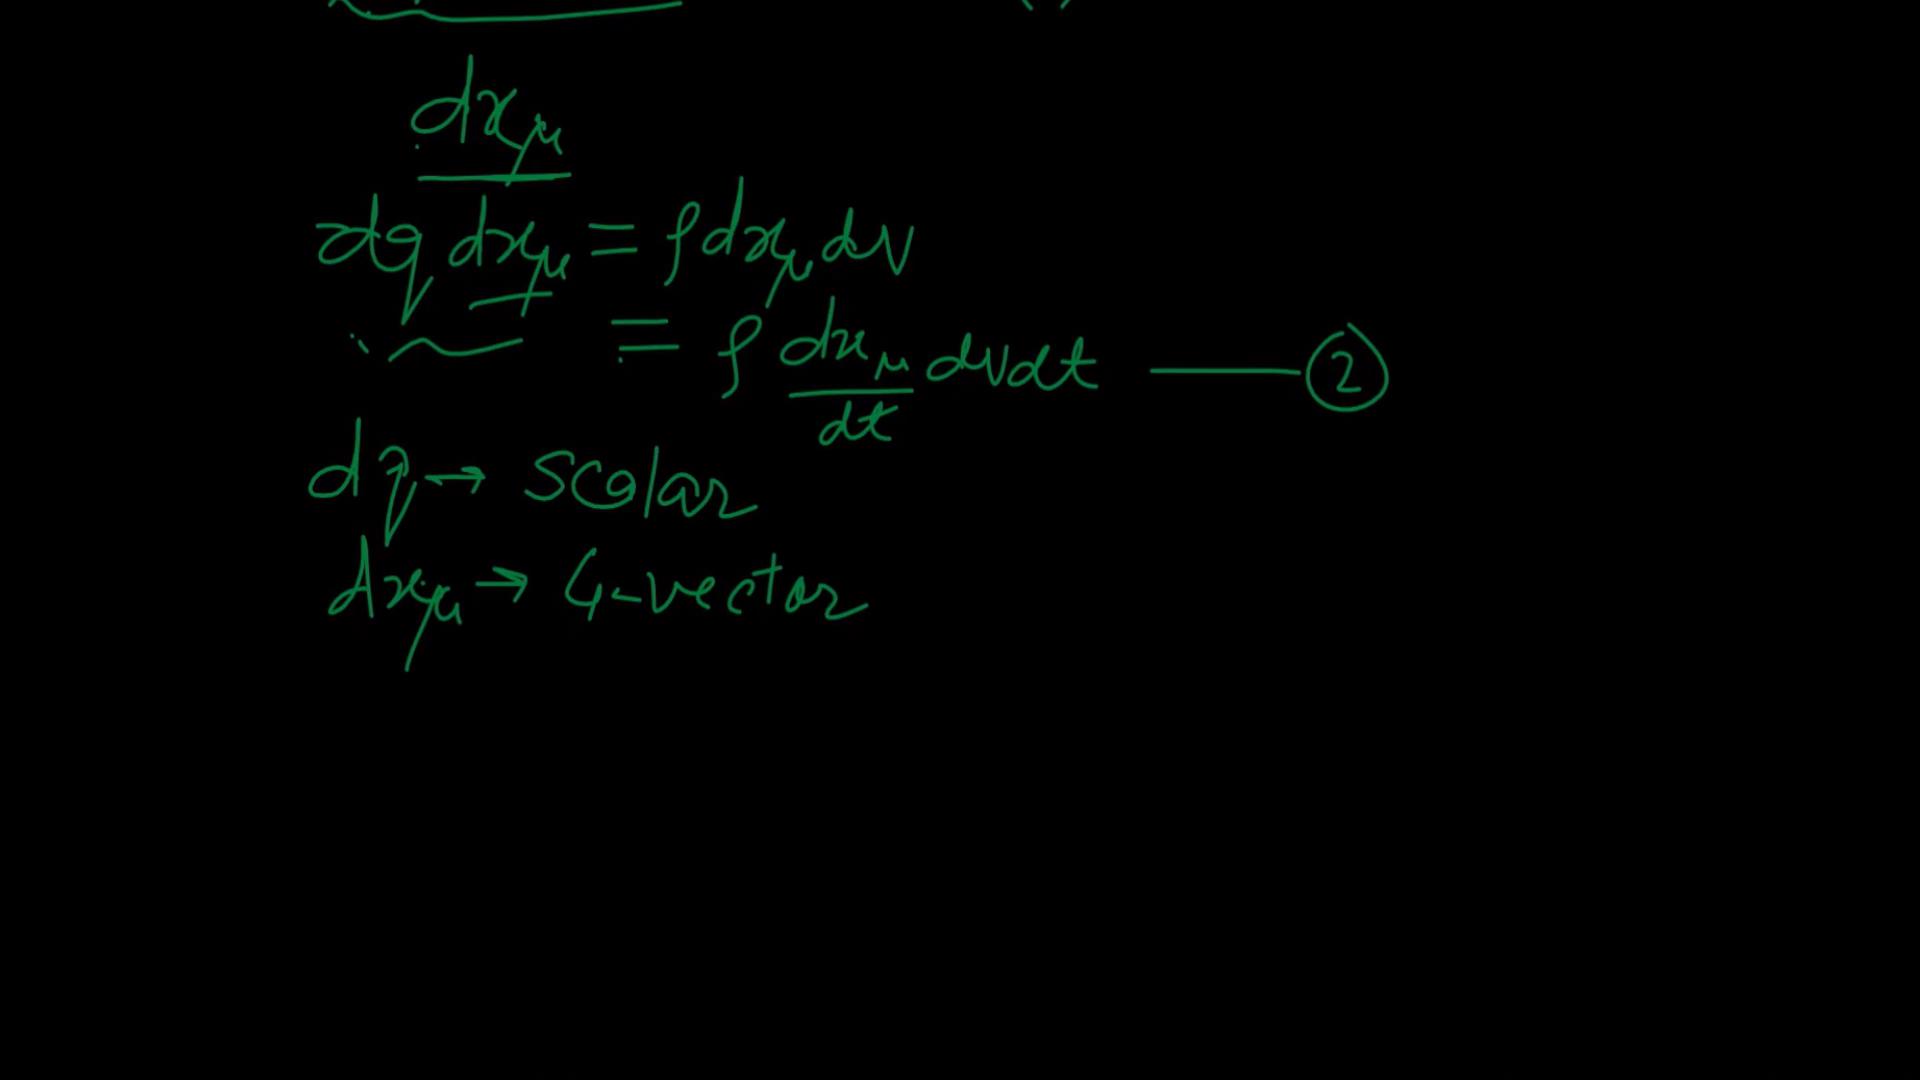 dxμ
dq dxμ = ρ dxμ dv
= ρ dxμ/dt dv dt —— ②
dq → scalar
dxμ → 4-vector